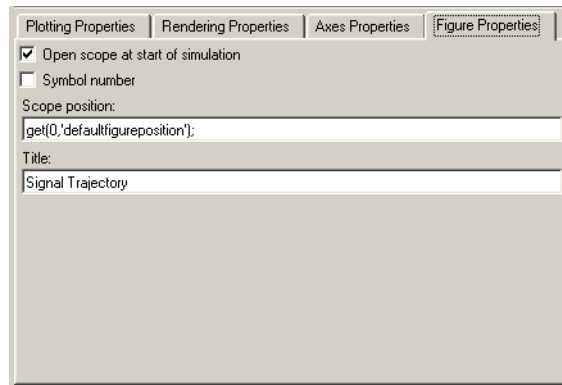 Plotting Properties Rendering Properties Axes Properties Figure Properties
Open scope at start of simulation
Symbol number
Scope position:
get(0,'defaultfigureposition');
Title:
Signal Trajectory